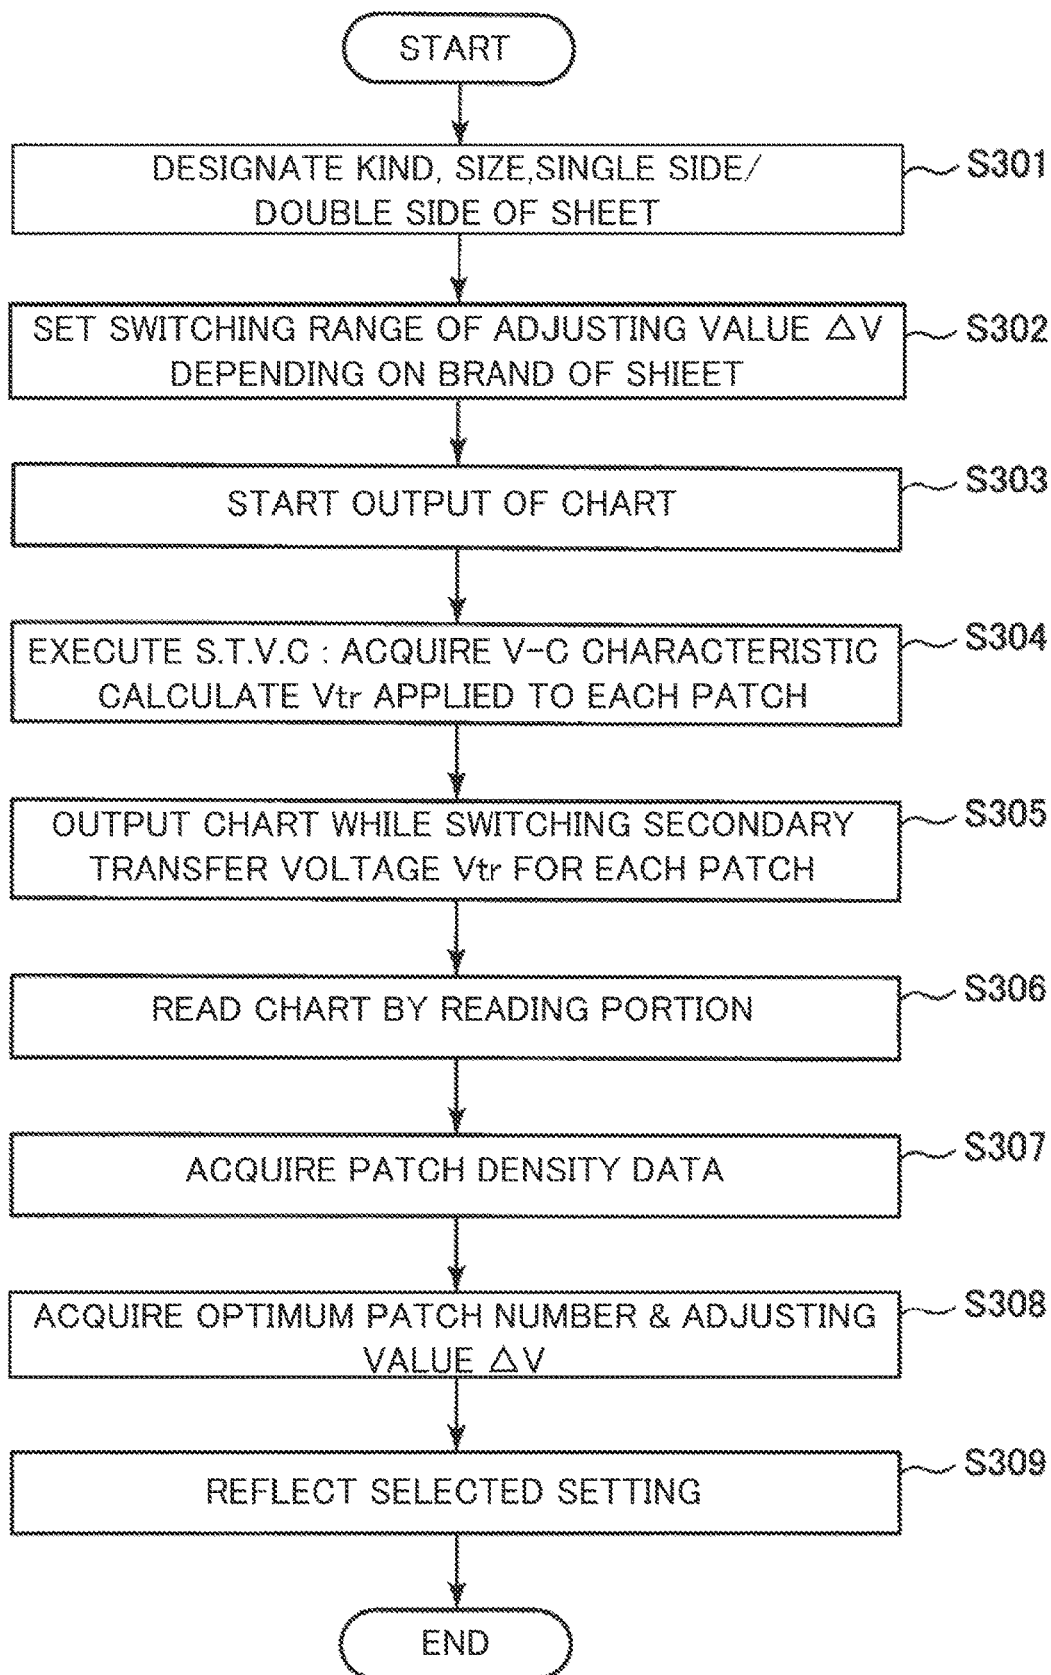 START
DESIGNATE KIND, SIZE,SINGLE SIDE/
DOUBLE SIDE OF SHEET
S301
SET SWITCHING RANGE OF ADJUSTING VALUE △V
DEPENDING ON BRAND OF SHIEET
S302
START OUTPUT OF CHART
S303
EXECUTE S.T.V.C : ACQUIRE V-C CHARACTERISTIC
CALCULATE Vtr APPLIED TO EACH PATCH
S304
OUTPUT CHART WHILE SWITCHING SECONDARY
TRANSFER VOLTAGE Vtr FOR EACH PATCH
S305
READ CHART BY READING PORTION
S306
ACQUIRE PATCH DENSITY DATA
S307
ACQUIRE OPTIMUM PATCH NUMBER & ADJUSTING
VALUE △V
S308
REFLECT SELECTED SETTING
S309
END